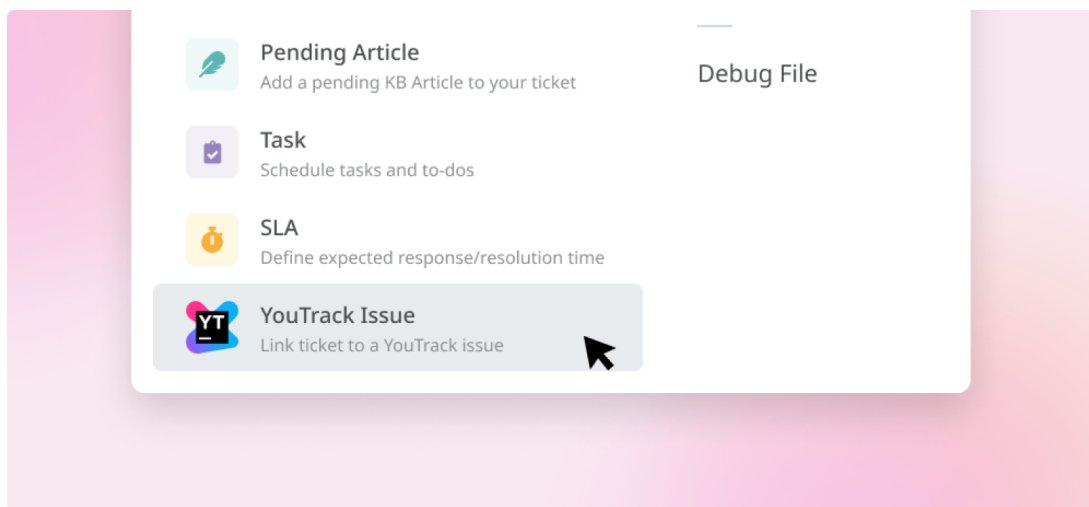 Pending Article
Add a pending KB Article to your ticket
Task
Schedule tasks and to-dos
SLA
Define expected response/resolution time
YT
YouTrack Issue
Link ticket to a YouTrack issue
Debug File